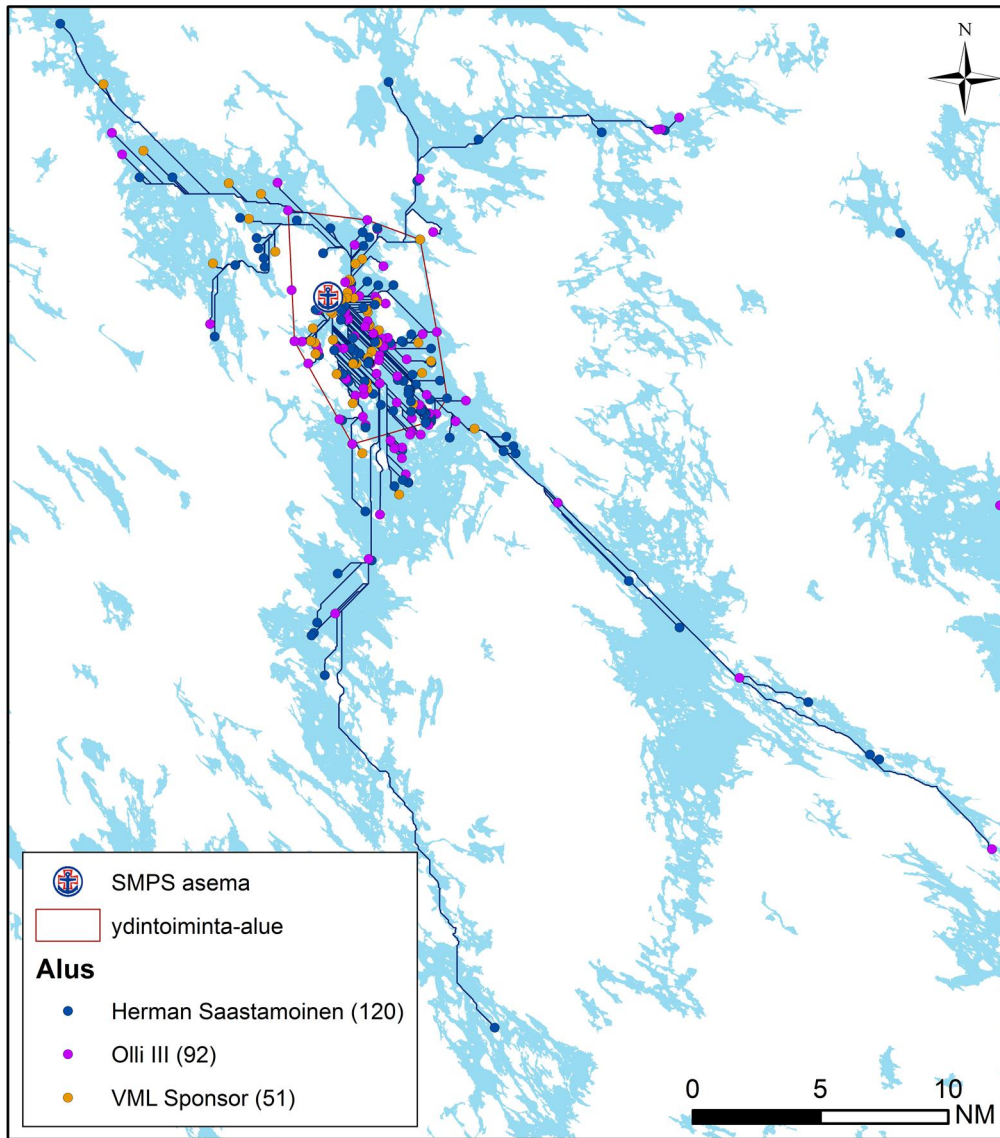 N
SMPS asema
ydintoiminta-alue
Alus
Herman Saastamoinen (120)
Olli III (92)
VML Sponsor (51)
0 5 10
NM